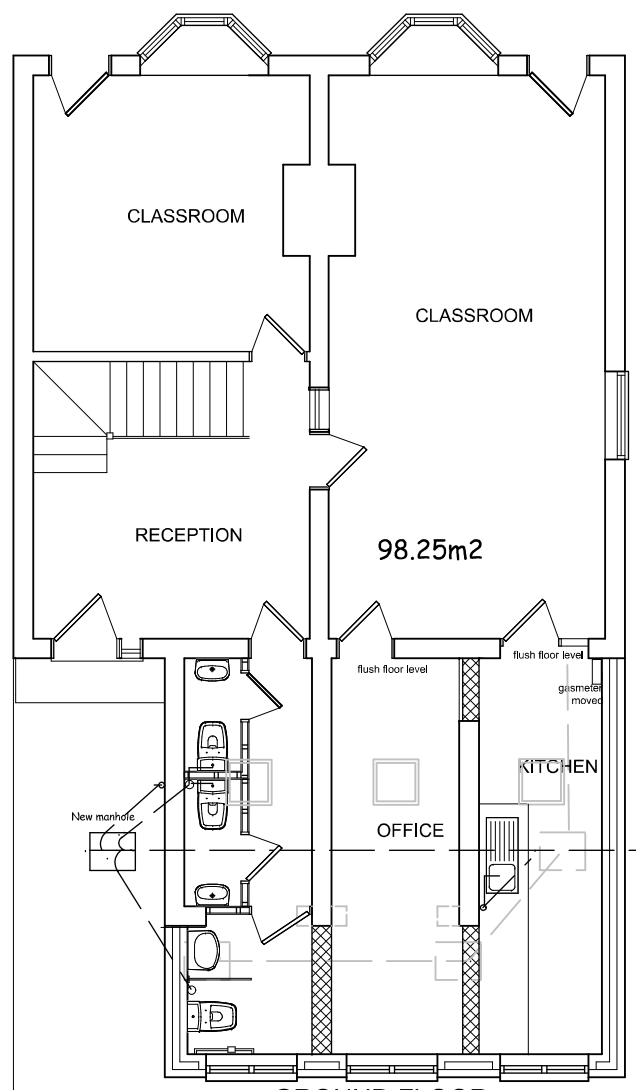 CLASSROOM
CLASSROOM
RECEPTION
98.25m2
flush floor level
flush floor level
gasmeter
moved
KITCHEN
New manhole
OFFICE
GROUND FLOOR